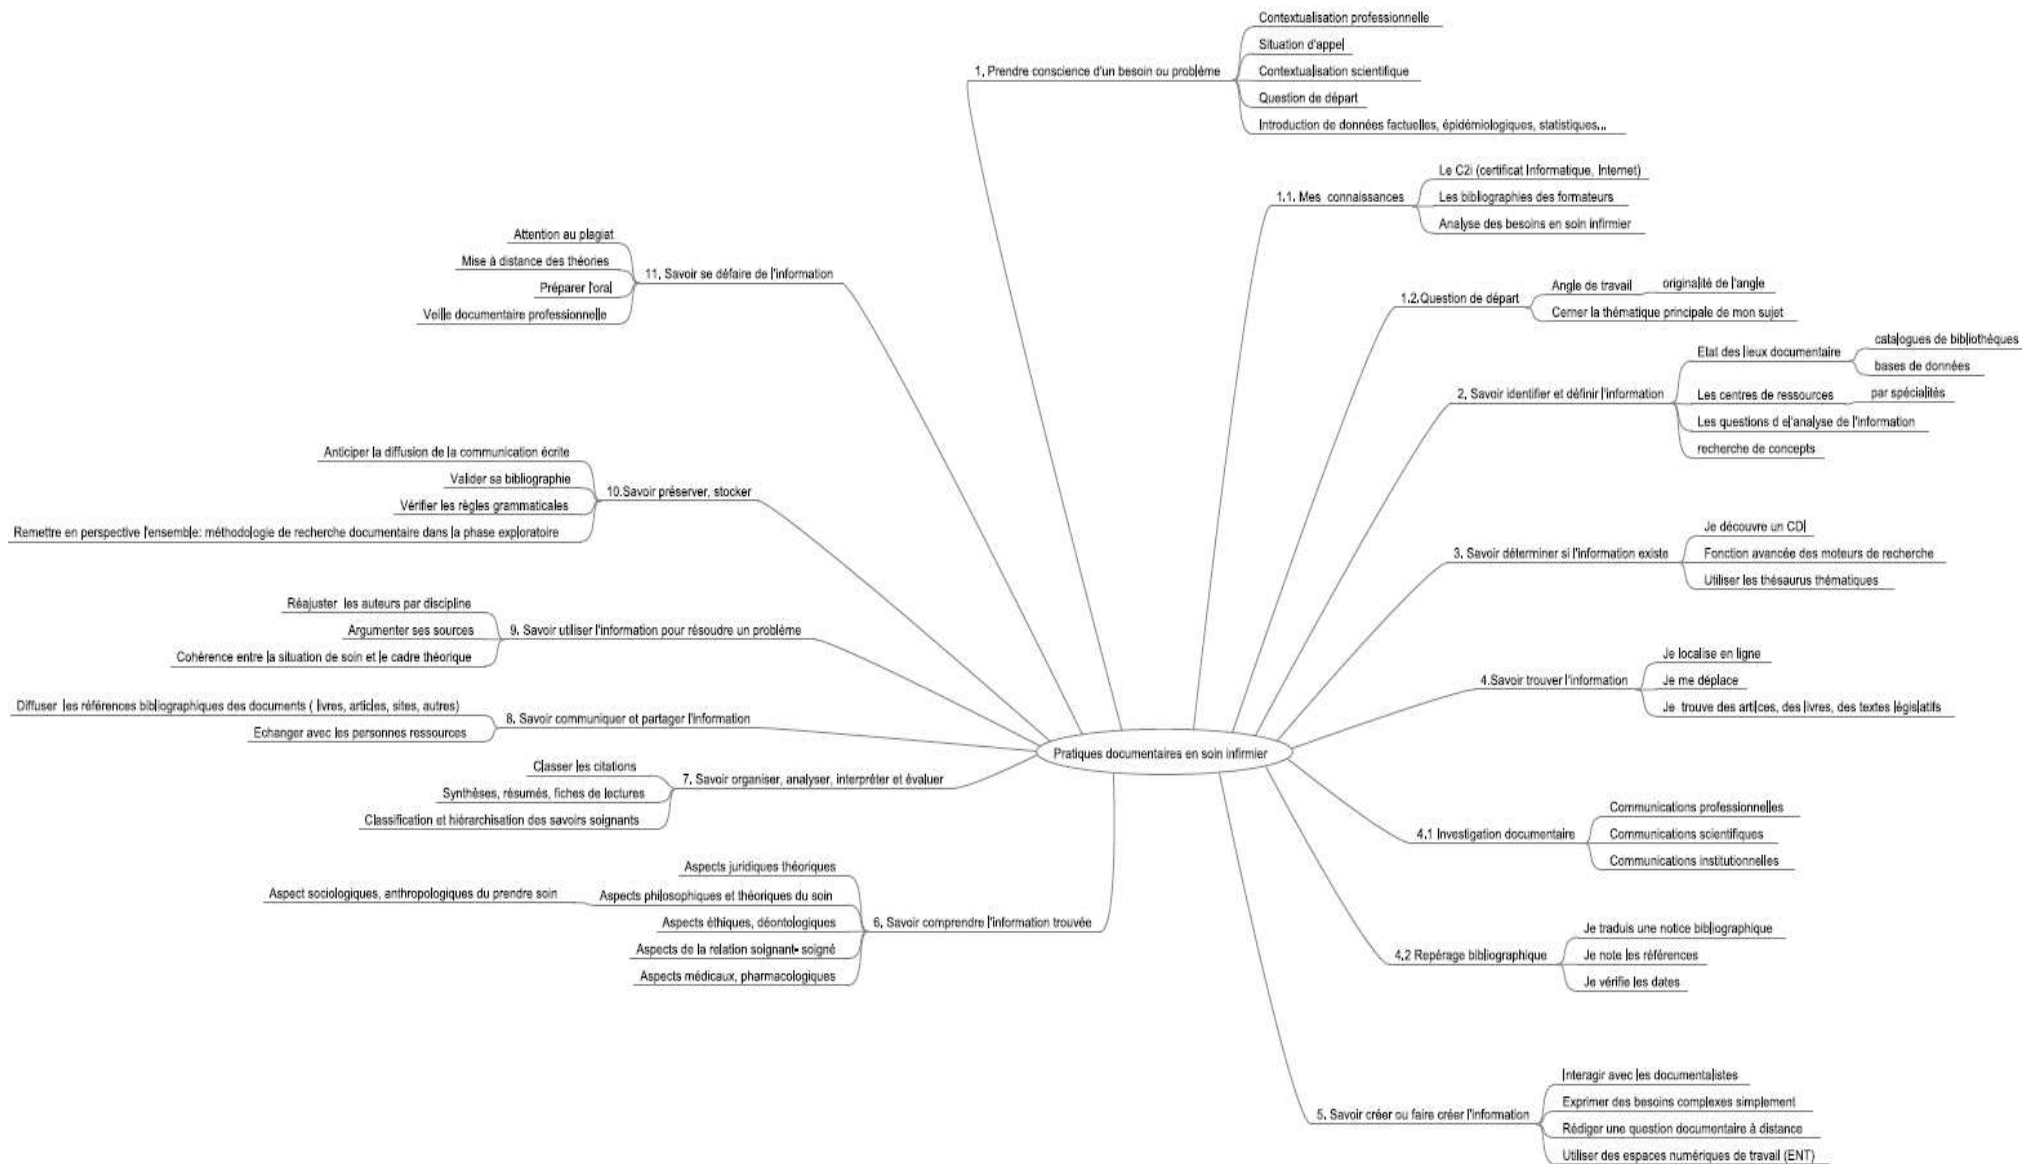 Contextualisation professionnelle
Situation d'appel
1. Prendre conscience d'un besoin ou problème
Contextualisation scientifique
Question de départ
Introduction de données factuelles, épidémiologiques, statistiques...
Le C2i (certificat Informatique, Internet)
1.1. Mes connaissances
Les bibliographies des formateurs
Analyse des besoins en soin infirmier
1.2.Question de départ
Angle de travail
originalité de l'angle
Cerner la thématique principale de mon sujet
2. Savoir identifier et définir l'information
Etat des lieux documentaire
catalogues de bibliothèques
bases de données
Les centres de ressources
par spécialités
Les questions d el'analyse de l'information
recherche de concepts
3. Savoir déterminer si l'information existe
Je découvre un CDI
Fonction avancée des moteurs de recherche
Utiliser les thésaurus thématiques
4.Savoir trouver l'information
Je localise en ligne
Je me déplace
Je trouve des artilces, des livres, des textes législatifs
Pratiques documentaires en soin infirmier
4.1 Investigation documentaire
Communications professionnelles
Communications scientifiques
Communications institutionnelles
4.2 Repérage bibliographique
Je traduis une notice bibliographique
Je note les références
Je vérifie les dates
5. Savoir créer ou faire créer l'information
Interagir avec les documentalistes
Exprimer des besoins complexes simplement
Rédiger une question documentaire à distance
Utiliser des espaces numériques de travail (ENT)
6. Savoir comprendre l'information trouvée
Aspects juridiques théoriques
Aspects philosophiques et théoriques du soin
Aspect sociologiques, anthropologiques du prendre soin
Aspects éthiques, déontologiques
Aspects de la relation soignant- soigné
Aspects médicaux, pharmacologiques
7. Savoir organiser, analyser, interpréter et évaluer
Classer les citations
Synthèses, résumés, fiches de lectures
Classification et hiérarchisation des savoirs soignants
8. Savoir communiquer et partager l'information
Diffuser les références bibliographiques des documents ( livres, articles, sites, autres)
Echanger avec les personnes ressources
9. Savoir utiliser l'information pour résoudre un problème
Réajuster les auteurs par discipline
Argumenter ses sources
Cohérence entre la situation de soin et le cadre théorique
10.Savoir préserver, stocker
Anticiper la diffusion de la communication écrite
Valider sa bibliographie
Vérifier les règles grammaticales
Remettre en perspective l'ensemble: méthodologie de recherche documentaire dans la phase exploratoire
11. Savoir se défaire de l'information
Attention au plagiat
Mise à distance des théories
Préparer l'oral
Veille documentaire professionnelle